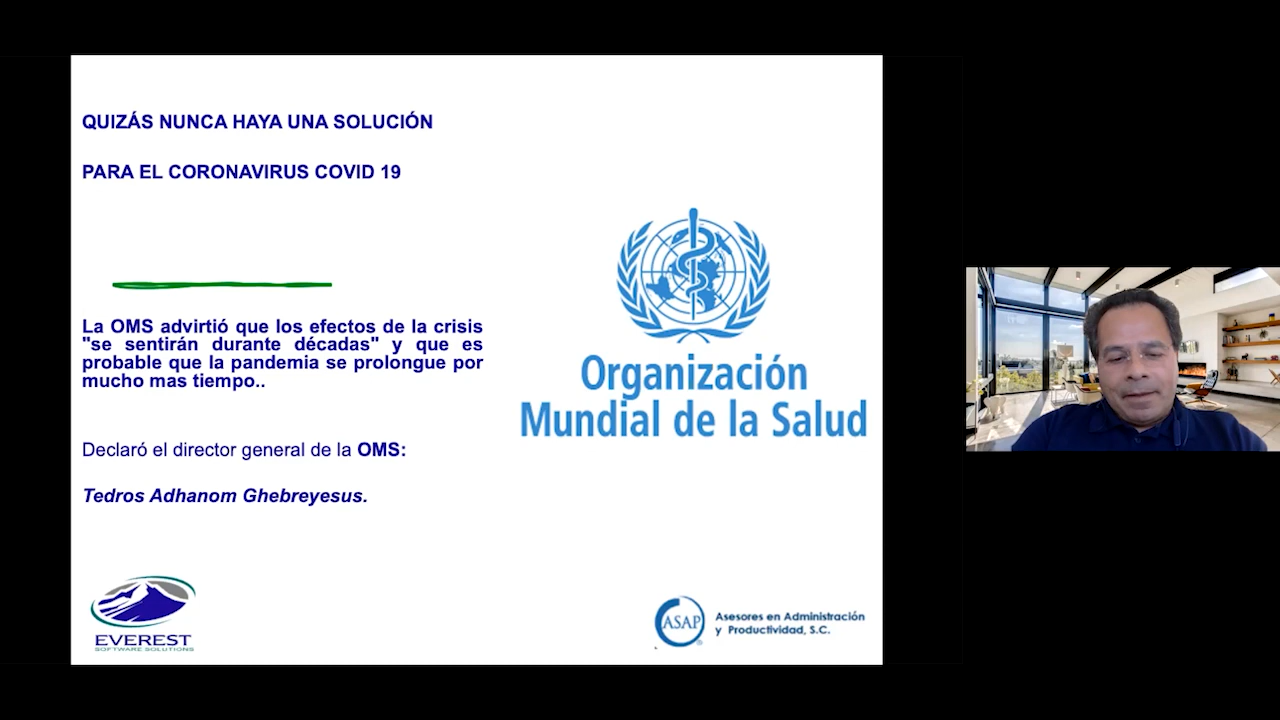 QUIZÁS NUNCA HAYA UNA SOLUCIÓN
PARA EL CORONAVIRUS COVID 19
La OMS advirtió que los efectos de la crisis
"se sentirán durante décadas" y que es
probable que la pandemia se prolongue por
mucho mas tiempo..
Declaró el director general de la OMS:
Tedros Adhanom Ghebreyesus.
Organización
Mundial de la Salud
EVEREST
SOFTWARE SOLUTIONS
ASAP
Asesores en Administración
y Productividad, S.C.